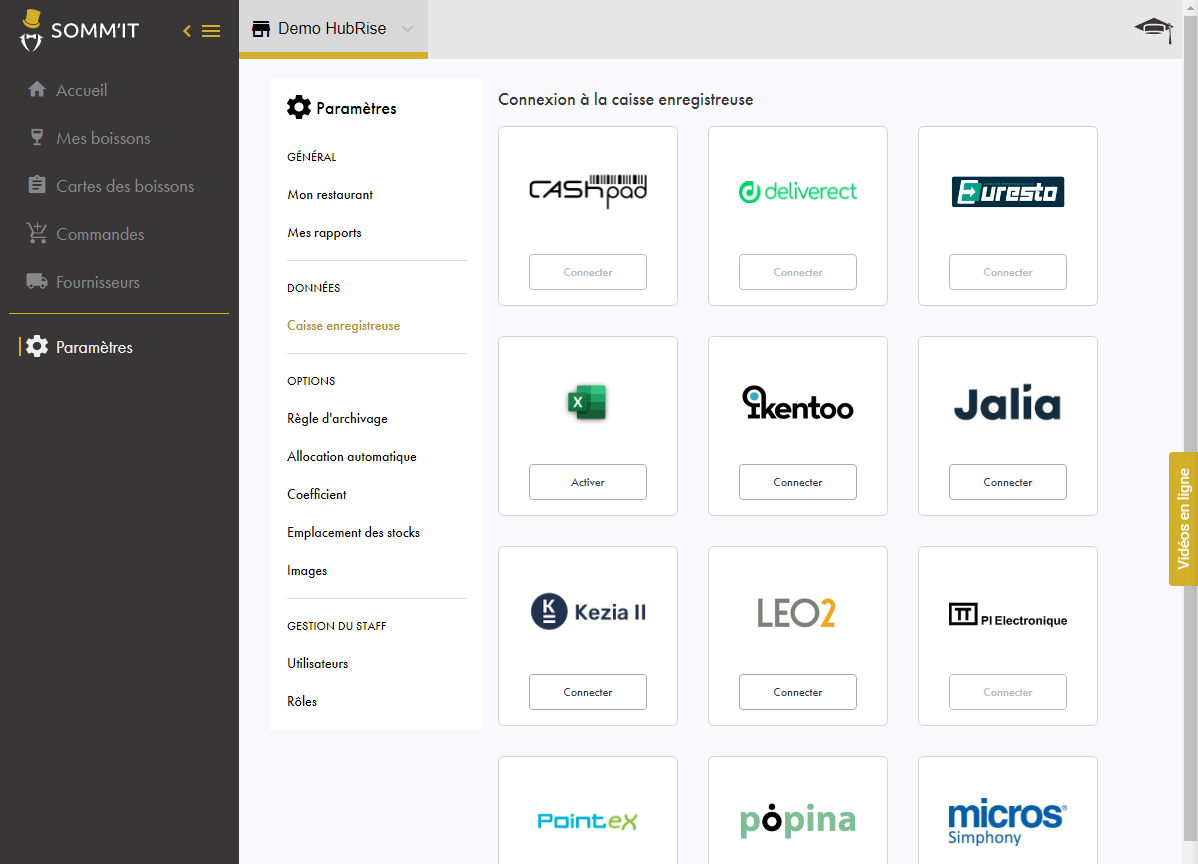 SOMM'IT
Accueil
Mes boissons
Cartes des boissons
Commandes
Fournisseurs
Paramètres
Demo HubRise
Paramètres
GÉNÉRAL
Mon restaurant
Mes rapports
DONNÉES
Caisse enregistreuse
OPTIONS
Règle d'archivage
Allocation automatique
Coefficient
Emplacement des stocks
Images
GESTION DU STAFF
Utilisateurs
Rôles
Connexion à la caisse enregistreuse
CASHpad
deliverect
Euresto
Connecter
Connecter
Connecter
X
ikentoo
Jalia
Activer
Connecter
Connecter
K Kezia II
LEO2
PI Electronique
Connecter
Connecter
Connecter
Pointex
popina
micros®
Simphony
Vidéos en ligne